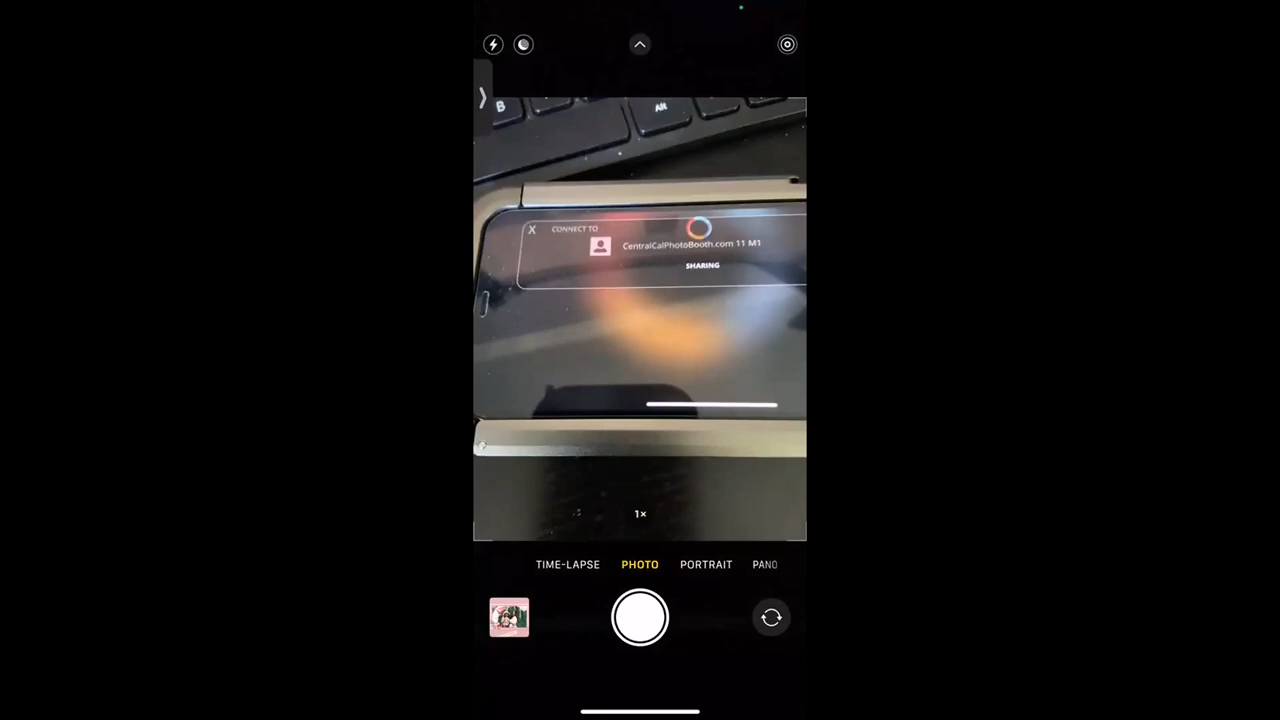 B
Alt
X CONNECT TO
CentralCalPhotoBooth.com 11 M1
SHARING
1×
TIME-LAPSE PHOTO PORTRAIT PANO